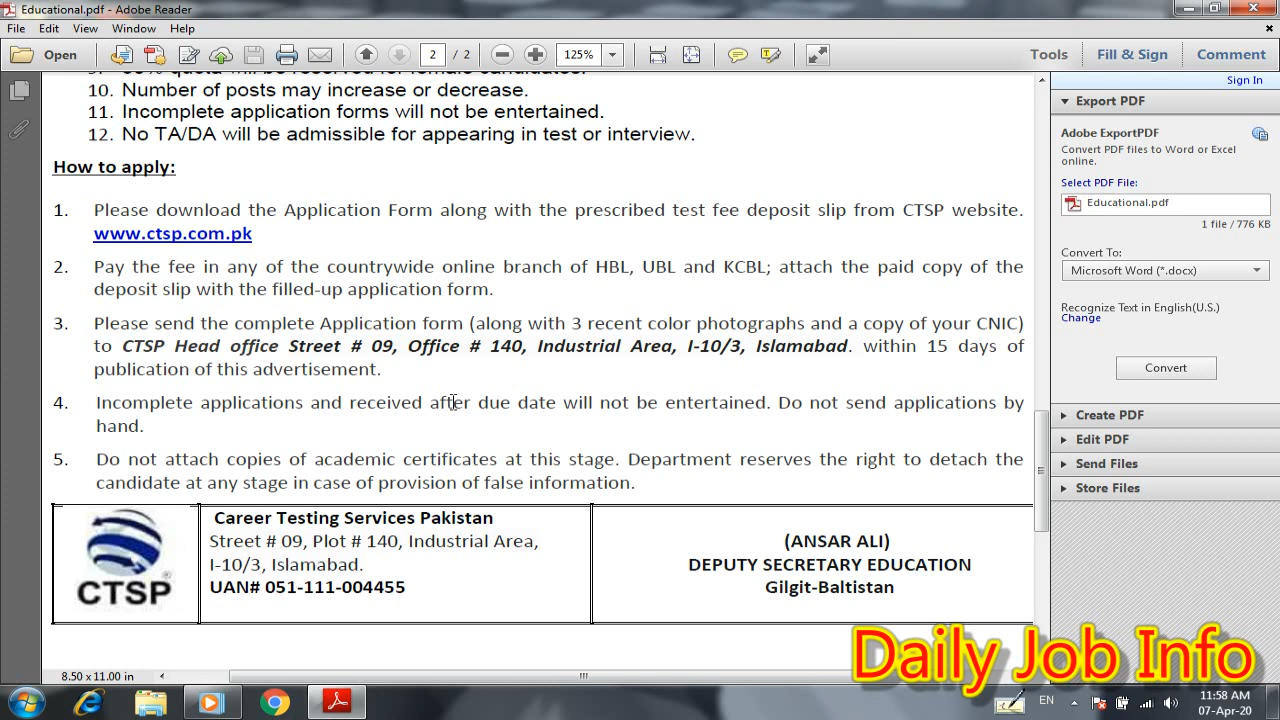 Educational.pdf - Adobe Reader
File Edit View Window Help
Open 2 / 2 125% Tools Fill & Sign Comment
Sign In
quota will be reserved for female candidates.
10. Number of posts may increase or decrease.
11. Incomplete application forms will not be entertained.
12. No TA/DA will be admissible for appearing in test or interview.
How to apply:
1. Please download the Application Form along with the prescribed test fee deposit slip from CTSP website.
www.ctsp.com.pk
2. Pay the fee in any of the countrywide online branch of HBL, UBL and KCBL; attach the paid copy of the
deposit slip with the filled-up application form.
3. Please send the complete Application form (along with 3 recent color photographs and a copy of your CNIC)
to CTSP Head office Street # 09, Office # 140, Industrial Area, I-10/3, Islamabad. within 15 days of
publication of this advertisement.
4. Incomplete applications and received after due date will not be entertained. Do not send applications by
hand.
5. Do not attach copies of academic certificates at this stage. Department reserves the right to detach the
candidate at any stage in case of provision of false information.
CTSP
Career Testing Services Pakistan
Street # 09, Plot # 140, Industrial Area,
I-10/3, Islamabad.
UAN# 051-111-004455
(ANSAR ALI)
DEPUTY SECRETARY EDUCATION
Gilgit-Baltistan
Export PDF
Adobe ExportPDF
Convert PDF files to Word or Excel
online.
Select PDF File:
Educational.pdf
1 file / 776 KB
Convert To:
Microsoft Word (*.docx)
Recognize Text in English(U.S.)
Change
Convert
Create PDF
Edit PDF
Send Files
Store Files
Daily Job Info
8.50 x 11.00 in
EN
11:58 AM
07-Apr-20